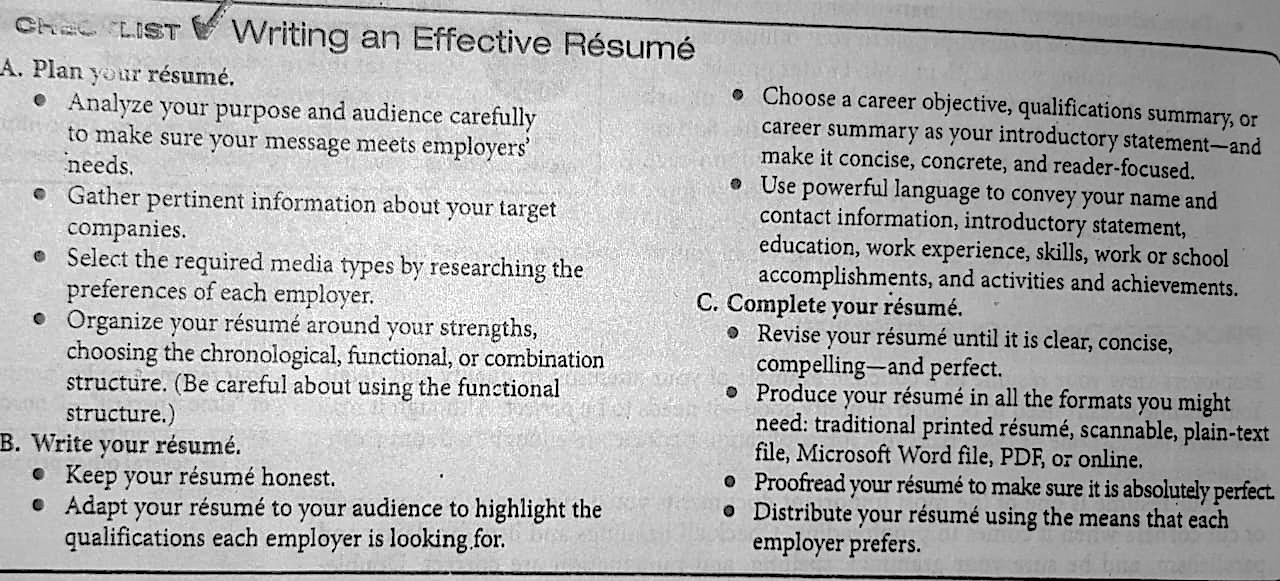 CHECKLIST Writing an Effective Résumé
A. Plan your résumé.
• Analyze your purpose and audience carefully
to make sure your message meets employers'
needs.
• Gather pertinent information about your target
companies.
• Select the required media types by researching the
preferences of each employer.
• Organize your résumé around your strengths,
choosing the chronological, functional, or combination
structure. (Be careful about using the functional
structure.)
B. Write your résumé.
• Keep your résumé honest.
• Adapt your résumé to your audience to highlight the
qualifications each employer is looking for.
• Choose a career objective, qualifications summary, or
career summary as your introductory statement—and
make it concise, concrete, and reader-focused.
• Use powerful language to convey your name and
contact information, introductory statement,
education, work experience, skills, work or school
accomplishments, and activities and achievements.
C. Complete your résumé.
• Revise your résumé until it is clear, concise,
compelling—and perfect.
• Produce your résumé in all the formats you might
need: traditional printed résumé, scannable, plain-text
file, Microsoft Word file, PDF, or online.
• Proofread your résumé to make sure it is absolutely perfect.
• Distribute your résumé using the means that each
employer prefers.